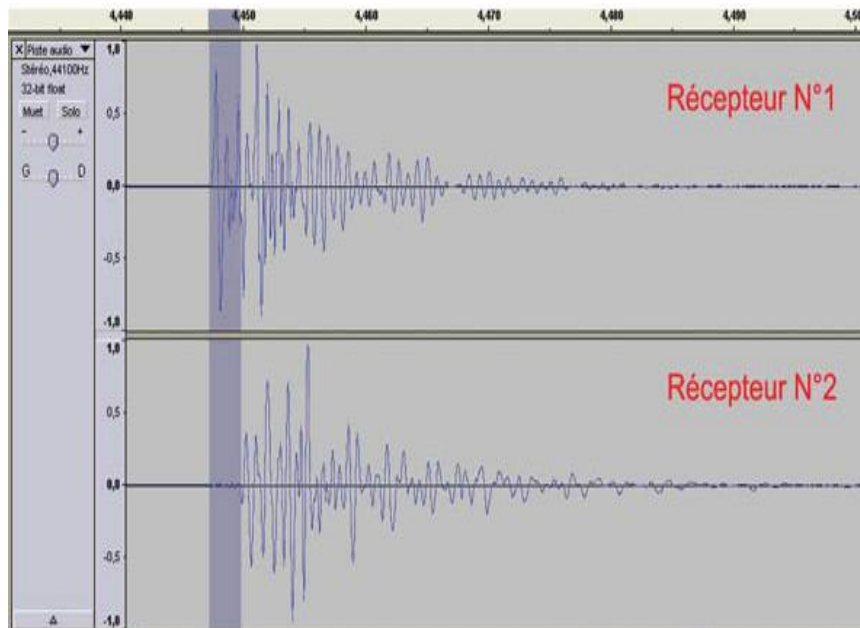 4,440 4,450 4,460 4,470 4,480 4,490
Piste audio
Stéréo,44100Hz
32-bit float
Muet Solo
- +
G D
1,0
0,5
0,0
-0,5
-1,0
Récepteur N°1
1,0
0,5
0,0
-0,5
-1,0
Récepteur N°2